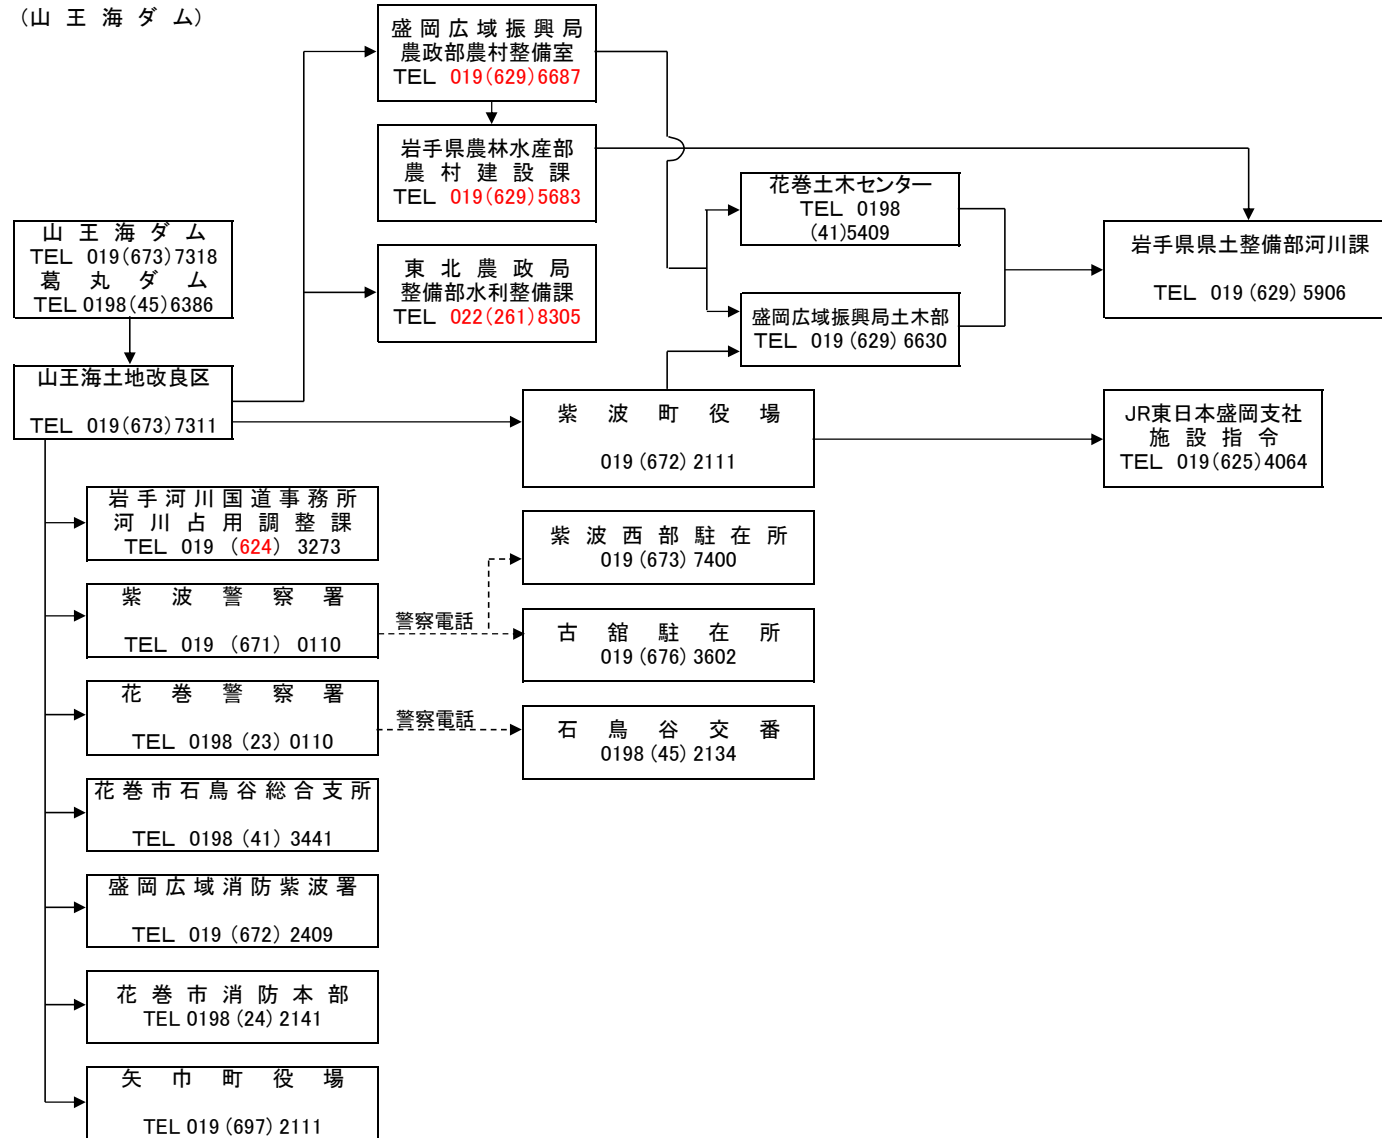 （山王海ダム）
盛岡広域振興局
農政部農村整備室
TEL 019(629)6687
岩手県農林水産部
農村建設課
TEL 019(629)5683
花巻土木センター
TEL 0198
(41)5409
山王海ダム
TEL 019(673)7318
葛丸ダム
TEL 0198(45)6386
東北農政局
整備部水利整備課
TEL 022(261)8305
岩手県県土整備部河川課
TEL 019(629)5906
盛岡広域振興局土木部
TEL 019(629)6630
山王海土地改良区
TEL 019(673)7311
紫波町役場
019(672)2111
JR東日本盛岡支社
施設指令
TEL 019(625)4064
岩手河川国道事務所
河川占用調整課
TEL 019（624）3273
紫波西部駐在所
019(673)7400
紫波警察署
TEL 019（671）0110
警察電話
古舘駐在所
019(676)3602
花巻警察署
TEL 0198(23)0110
警察電話
石鳥谷交番
0198(45)2134
花巻市石鳥谷総合支所
TEL 0198(41)3441
盛岡広域消防紫波署
TEL 019(672)2409
花巻市消防本部
TEL 0198(24)2141
矢巾町役場
TEL 019(697)2111